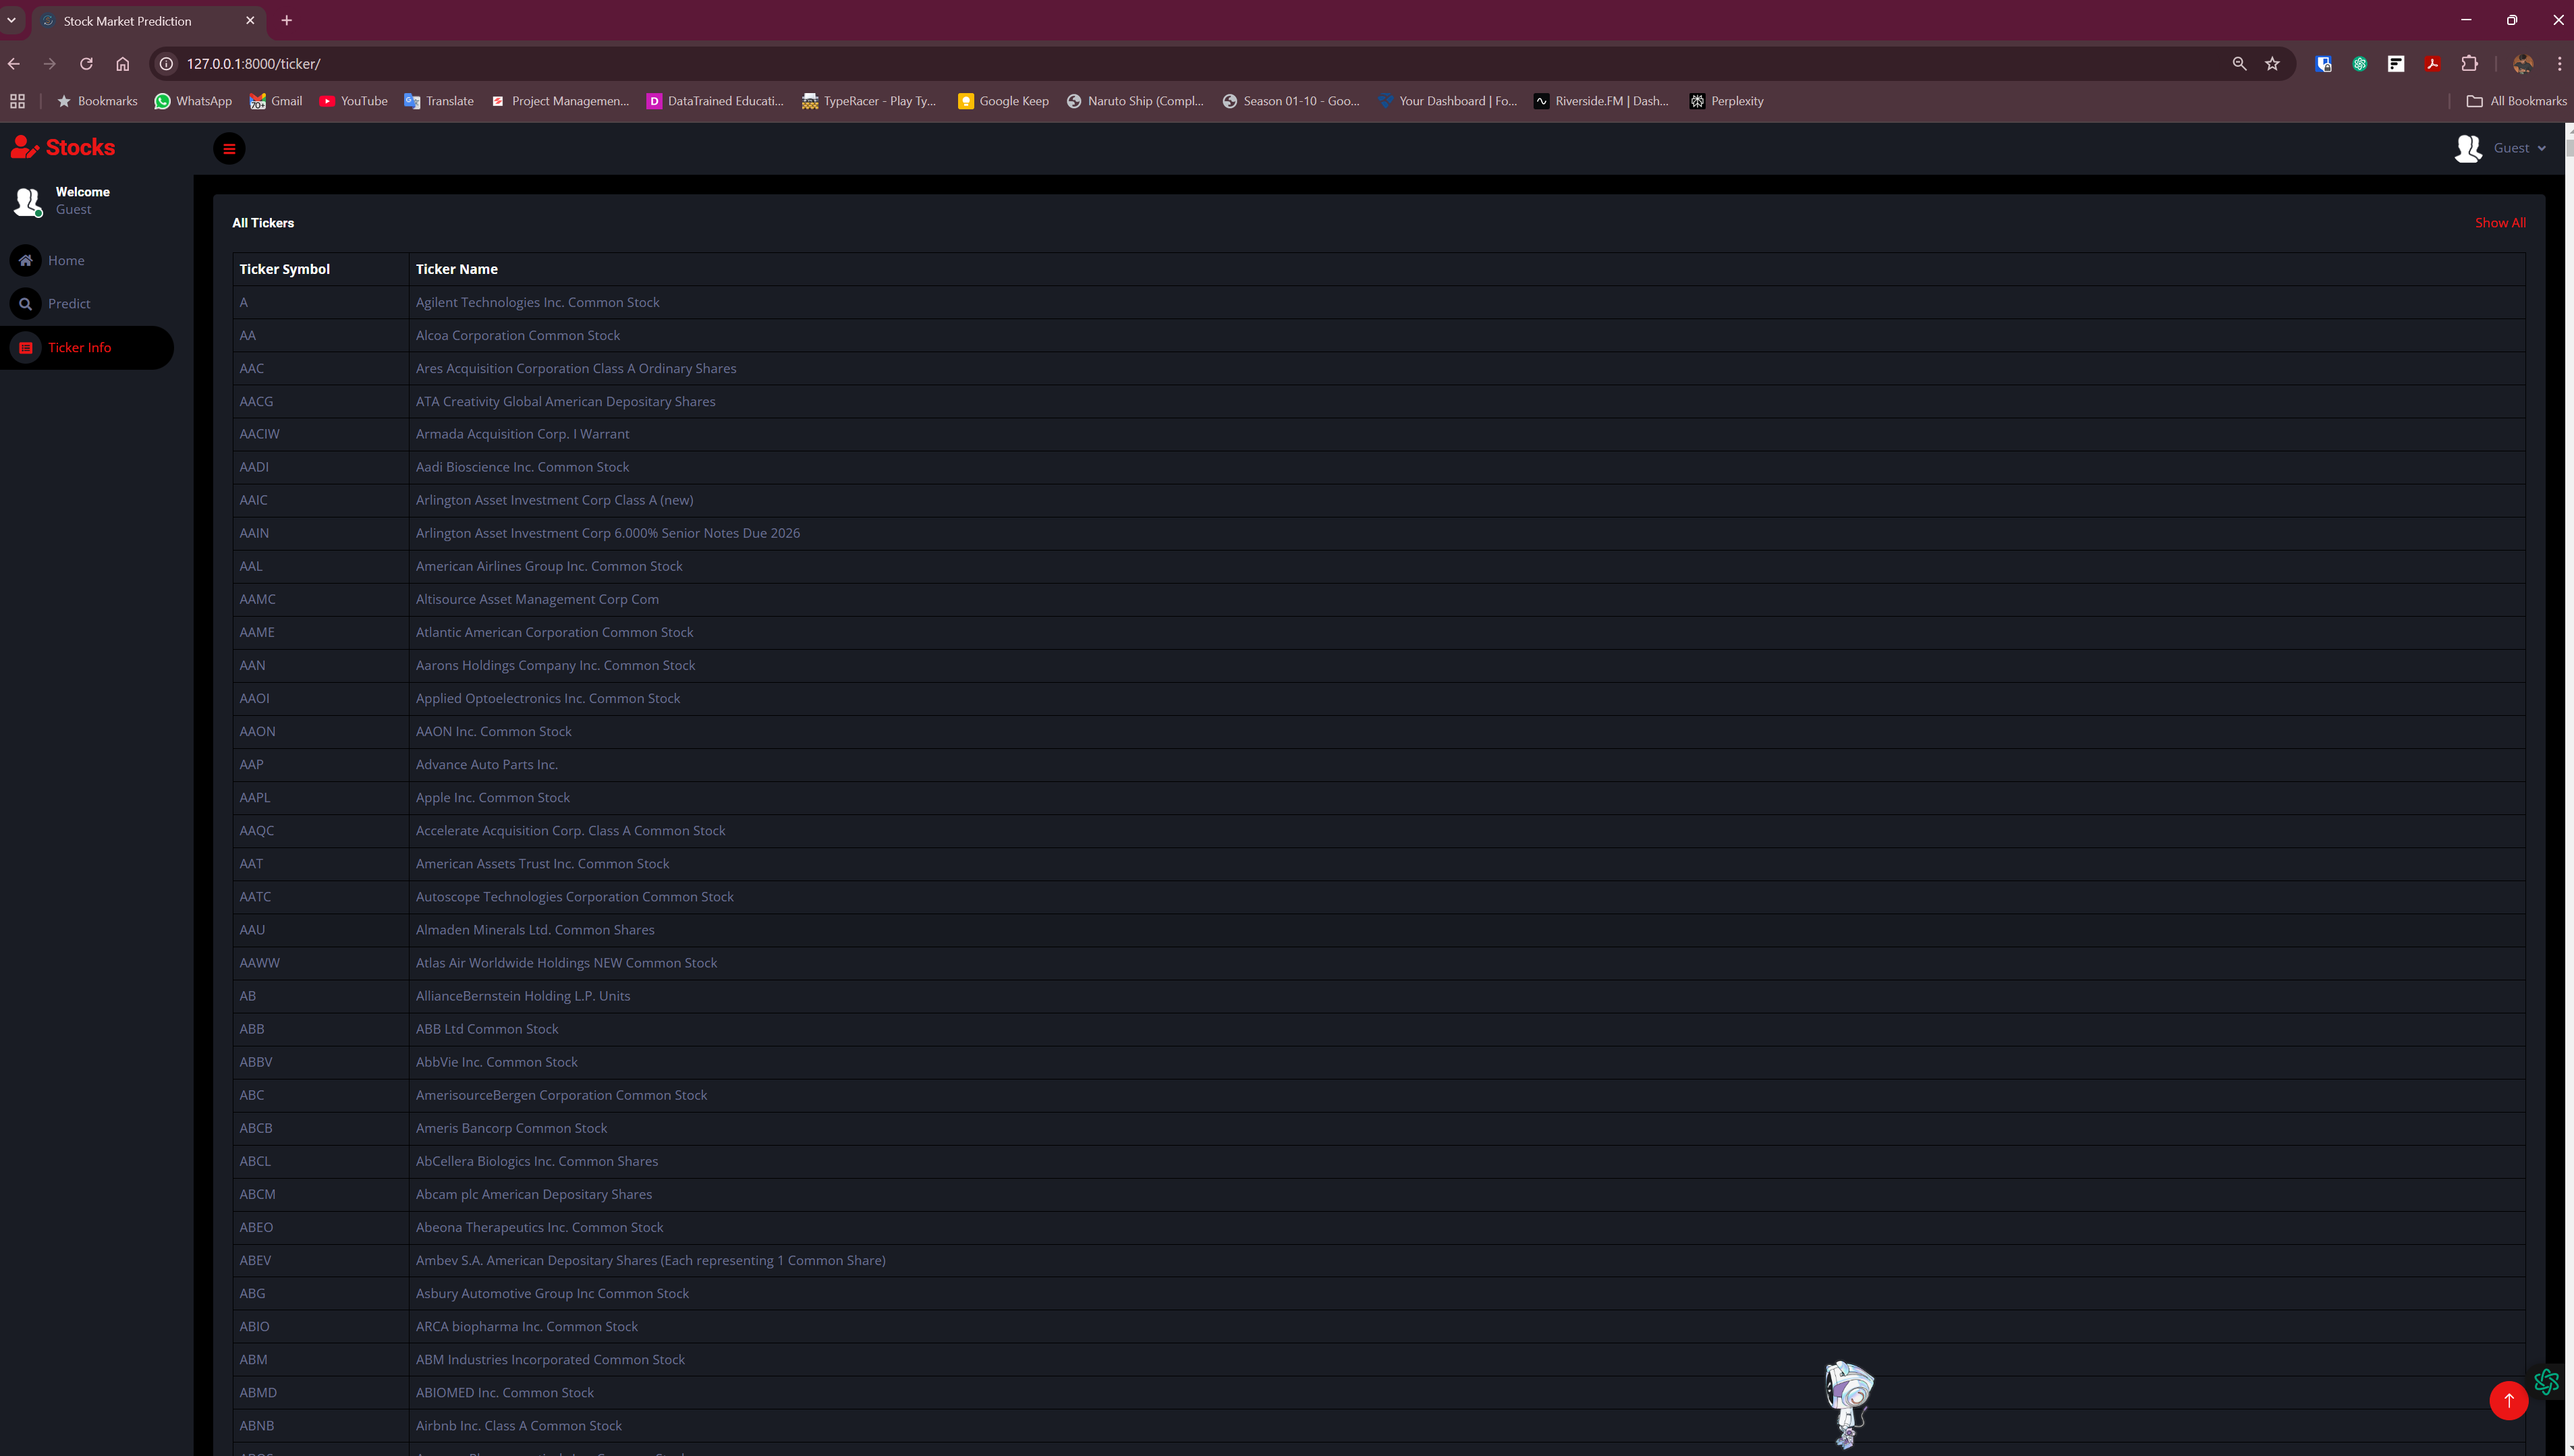 Stock Market Prediction
127.0.0.1:8000/ticker/
Bookmarks WhatsApp Gmail YouTube Translate Project Managemen... DataTrained Educati... TypeRacer - Play Ty... Google Keep Naruto Ship (Compl... Season 01-10 - Goo... Your Dashboard | Fo... Riverside.FM | Dash... Perplexity All Bookmarks
Stocks
Guest
Welcome
Guest
Home
Predict
Ticker Info
All Tickers Show All
Ticker Symbol Ticker Name
A Agilent Technologies Inc. Common Stock
AA Alcoa Corporation Common Stock
AAC Ares Acquisition Corporation Class A Ordinary Shares
AACG ATA Creativity Global American Depositary Shares
AACIW Armada Acquisition Corp. I Warrant
AADI Aadi Bioscience Inc. Common Stock
AAIC Arlington Asset Investment Corp Class A (new)
AAIN Arlington Asset Investment Corp 6.000% Senior Notes Due 2026
AAL American Airlines Group Inc. Common Stock
AAMC Altisource Asset Management Corp Com
AAME Atlantic American Corporation Common Stock
AAN Aarons Holdings Company Inc. Common Stock
AAOI Applied Optoelectronics Inc. Common Stock
AAON AAON Inc. Common Stock
AAP Advance Auto Parts Inc.
AAPL Apple Inc. Common Stock
AAQC Accelerate Acquisition Corp. Class A Common Stock
AAT American Assets Trust Inc. Common Stock
AATC Autoscope Technologies Corporation Common Stock
AAU Almaden Minerals Ltd. Common Shares
AAWW Atlas Air Worldwide Holdings NEW Common Stock
AB AllianceBernstein Holding L.P. Units
ABB ABB Ltd Common Stock
ABBV AbbVie Inc. Common Stock
ABC AmerisourceBergen Corporation Common Stock
ABCB Ameris Bancorp Common Stock
ABCL AbCellera Biologics Inc. Common Shares
ABCM Abcam plc American Depositary Shares
ABEO Abeona Therapeutics Inc. Common Stock
ABEV Ambev S.A. American Depositary Shares (Each representing 1 Common Share)
ABG Asbury Automotive Group Inc Common Stock
ABIO ARCA biopharma Inc. Common Stock
ABM ABM Industries Incorporated Common Stock
ABMD ABIOMED Inc. Common Stock
ABNB Airbnb Inc. Class A Common Stock